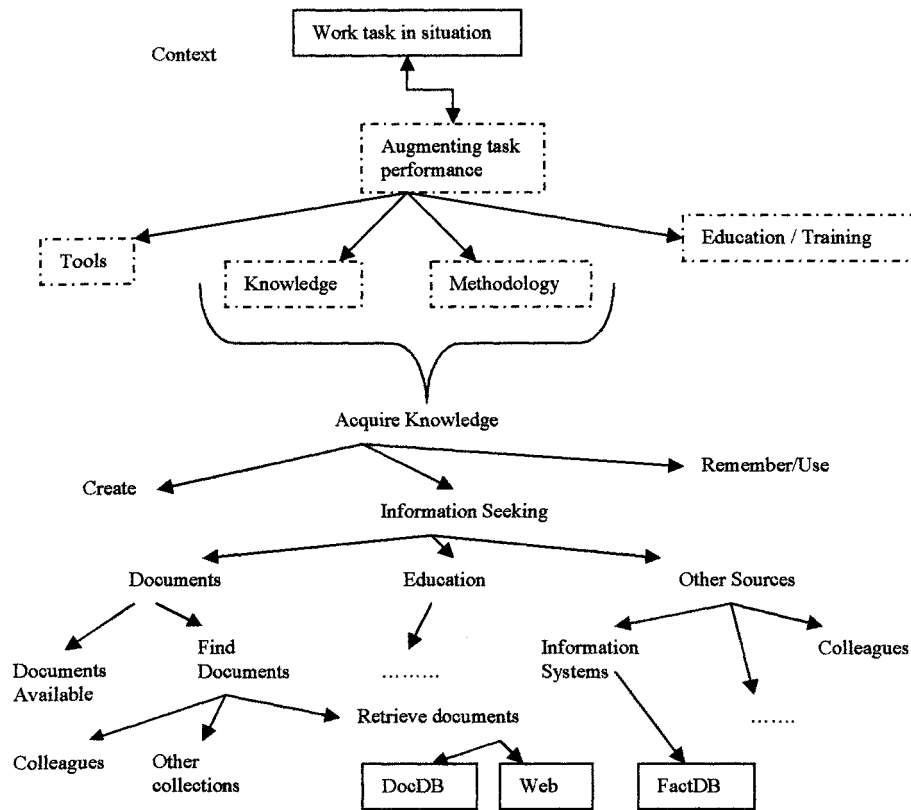 Work task in situation
Context
Augmenting task
performance
Education / Training
Tools
Knowledge
Methodology
Acquire Knowledge
Remember/Use
Create
Information Seeking
Documents
Education
Other Sources
Documents
Available
Find
Documents
.........
Information
Systems
Colleagues
.......
Retrieve documents
Colleagues
Other
collections
DocDB
Web
FactDB